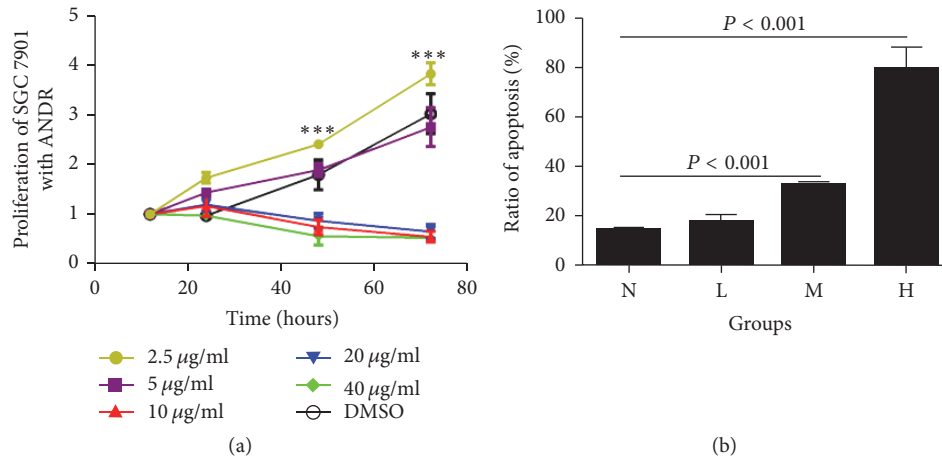 5
4
3
2
1
0
Proliferation of SGC 7901
with ANDR
***
***
0 20 40 60 80
Time (hours)
2.5 μg/ml
5 μg/ml
10 μg/ml
20 μg/ml
40 μg/ml
DMSO
(a)
100
80
60
40
20
0
Ratio of apoptosis (%)
P < 0.001
P < 0.001
N L M H
Groups
(b)